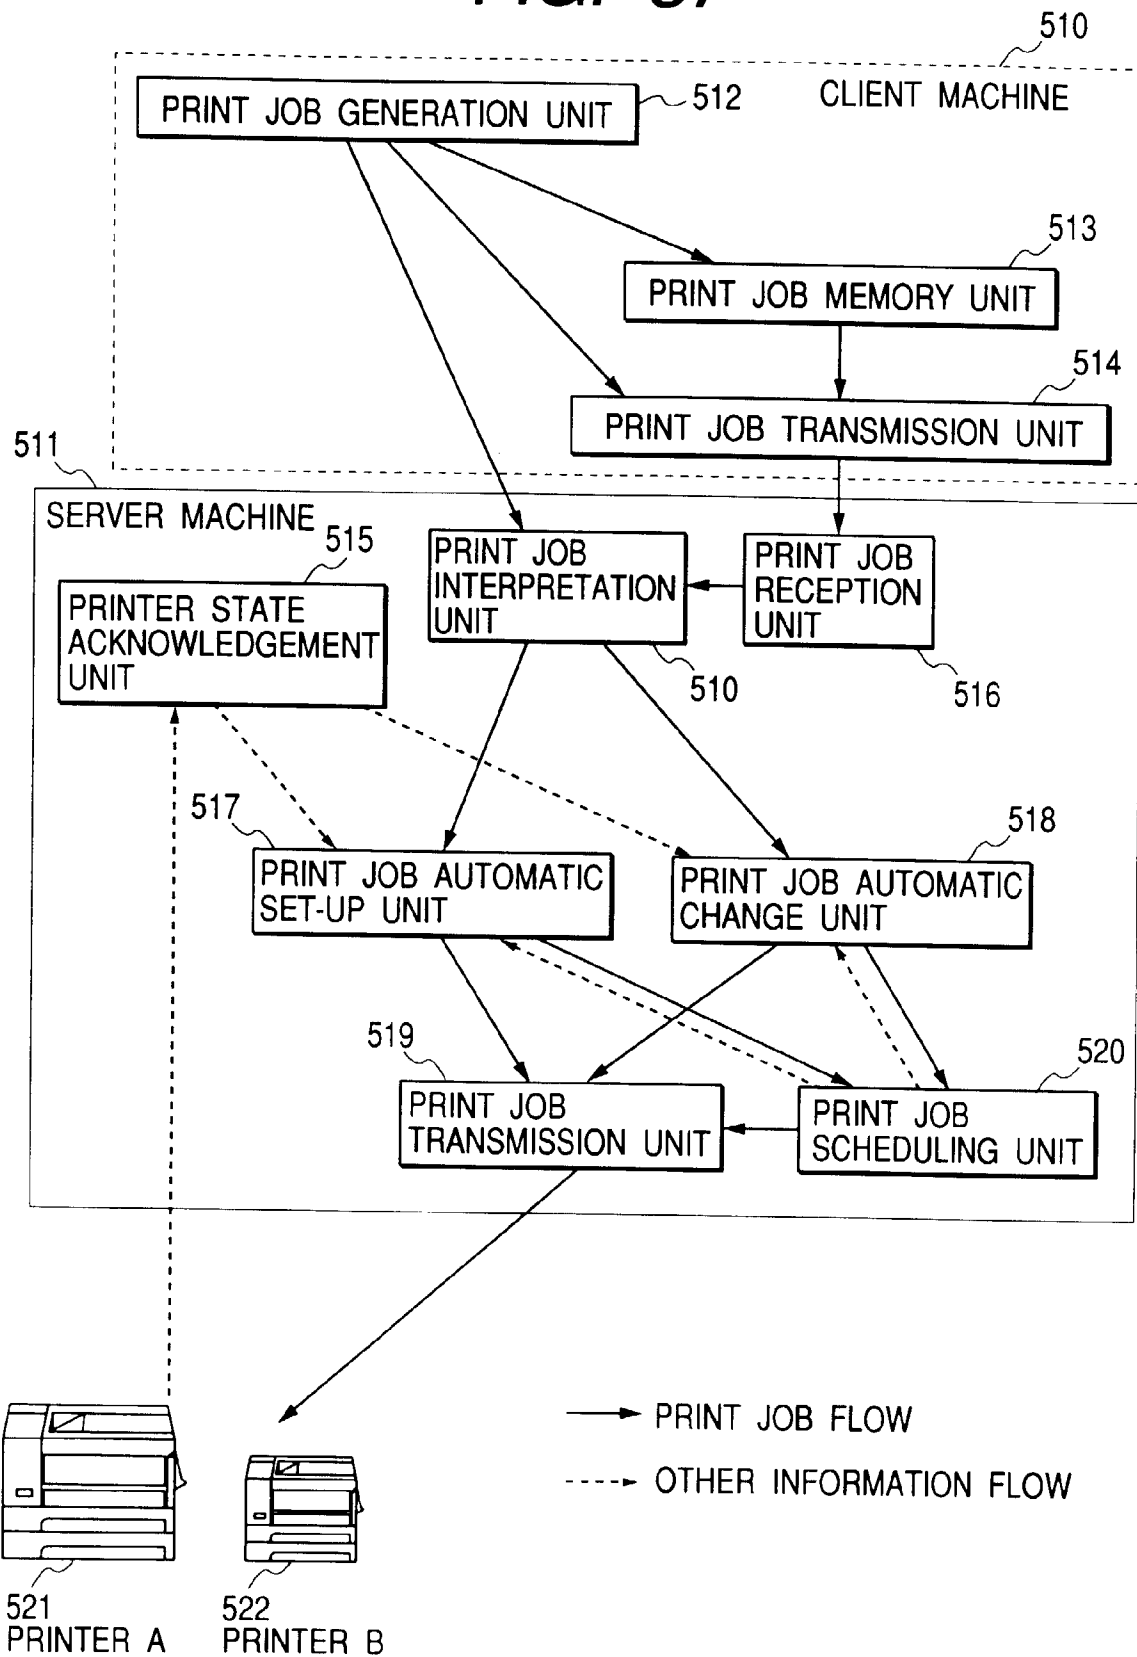 510
PRINT JOB GENERATION UNIT
512
CLIENT MACHINE
513
PRINT JOB MEMORY UNIT
514
PRINT JOB TRANSMISSION UNIT
511
SERVER MACHINE
515
PRINT JOB
INTERPRETATION
UNIT
PRINT JOB
RECEPTION
UNIT
PRINTER STATE
ACKNOWLEDGEMENT
UNIT
510
516
517
518
PRINT JOB AUTOMATIC
SET-UP UNIT
PRINT JOB AUTOMATIC
CHANGE UNIT
519
520
PRINT JOB
TRANSMISSION UNIT
PRINT JOB
SCHEDULING UNIT
PRINT JOB FLOW
OTHER INFORMATION FLOW
521
PRINTER A
522
PRINTER B